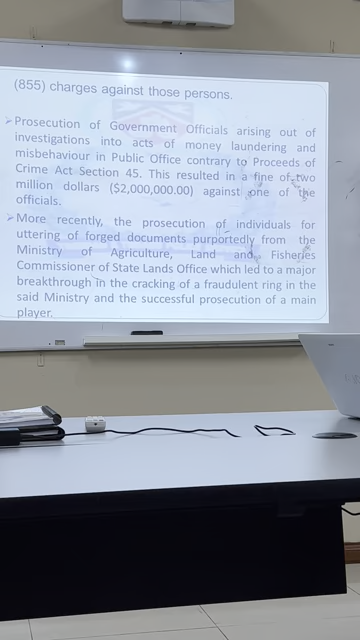 (855) charges against those persons.
➢Prosecution of Government Officials arising out of
investigations into acts of money laundering and
misbehaviour in Public Office contrary to Proceeds of
Crime Act Section 45. This resulted in a fine of two
million dollars ($2,000,000.00) against one of the
officials.
➢More recently, the prosecution of individuals for
uttering of forged documents purportedly from the
Ministry of Agriculture, Land and Fisheries
Commissioner of State Lands Office which led to a major
breakthrough in the cracking of a fraudulent ring in the
said Ministry and the successful prosecution of a main
player.